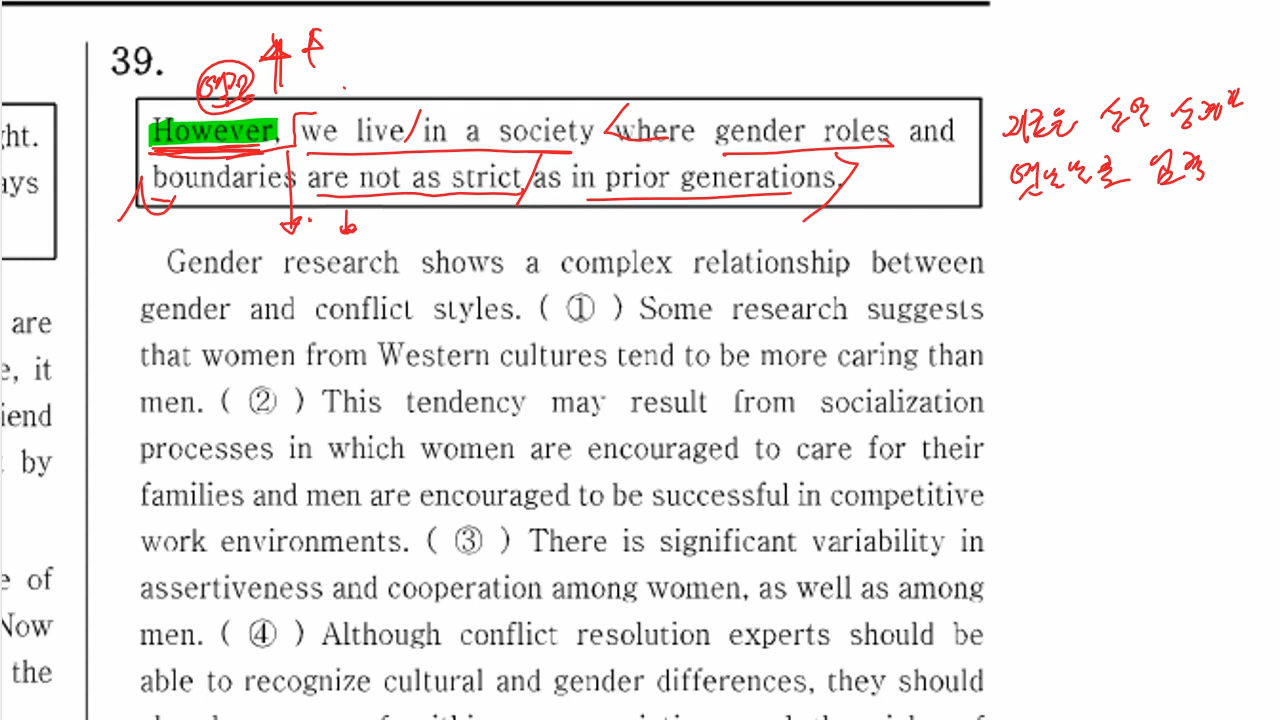 39.
ght.
However, we live in a society where gender roles and
ays
boundaries are not as strict as in prior generations.
Gender research shows a complex relationship between
gender and conflict styles. ( ① ) Some research suggests
are
that women from Western cultures tend to be more caring than
e, it
men. ( ② ) This tendency may result from socialization
iend
processes in which women are encouraged to care for their
by
families and men are encouraged to be successful in competitive
work environments. ( ③ ) There is significant variability in
e of
assertiveness and cooperation among women, as well as among
Now
men. ( ④ ) Although conflict resolution experts should be
the
able to recognize cultural and gender differences, they should